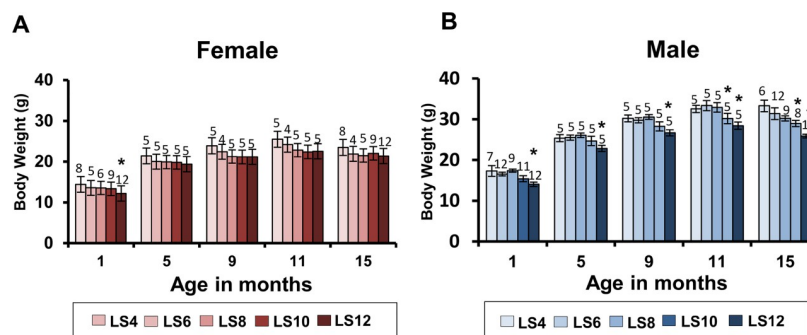 A
Female
Body Weight (g)
40
30
20
10
0
8 5 6 9 12 *
5 5 5 5 5
5 4 5 5 5
5 4 5 5 5
8 4 5 9 12
1 5 9 11 15
Age in months
LS4 LS6 LS8 LS10 LS12
B
Male
Body Weight (g)
40
30
20
10
0
7 12 9 11 12 *
5 5 5 5 5 *
5 5 5 5 5 *
5 5 5 5 * 5 *
6 12 9 8 *
1 5 9 11 15
Age in months
LS4 LS6 LS8 LS10 LS12